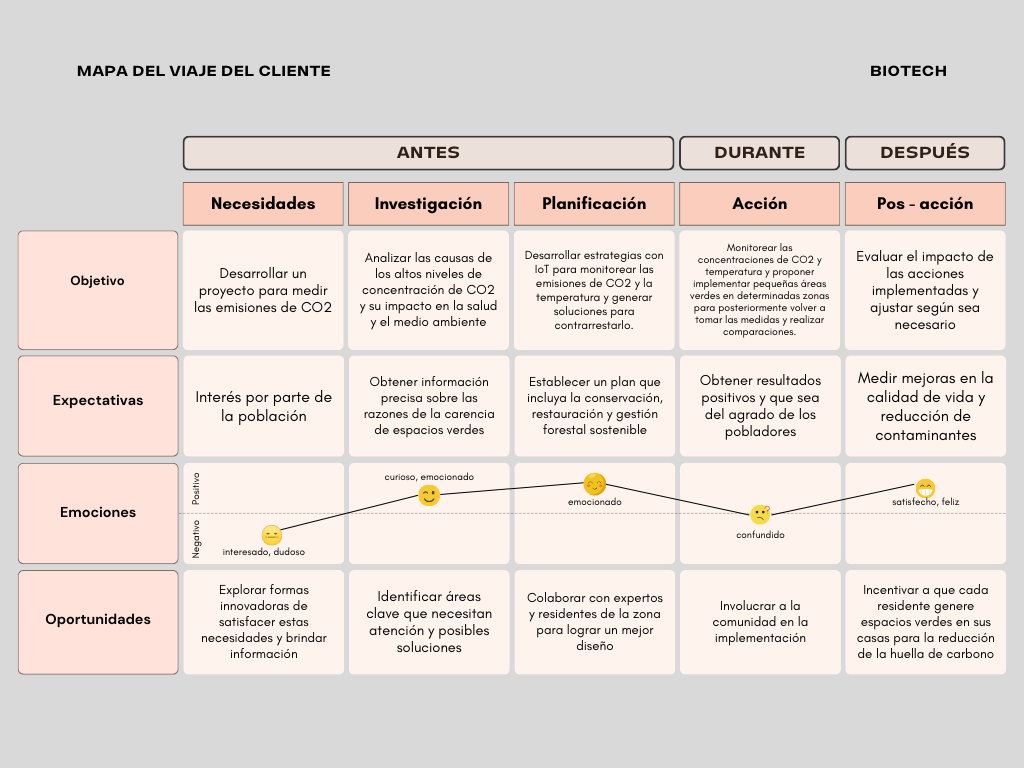 MAPA DEL VIAJE DEL CLIENTE
BIOTECH
ANTES
DURANTE
DESPUÉS
Necesidades
Investigación
Planificación
Acción
Pos - acción
Objetivo
Desarrollar un
proyecto para medir
las emisiones de CO2
Analizar las causas de
los altos niveles de
concentración de CO2
y su impacto en la salud
y el medio ambiente
Desarrollar estrategias con
IoT para monitorear las
emisiones de CO2 y la
temperatura y generar
soluciones para
contrarrestarlo.
Monitorear las
concentraciones de CO2 y
temperatura y proponer
implementar pequeñas áreas
verdes en determinadas zonas
para posteriormente volver a
tomar las medidas y realizar
comparaciones.
Evaluar el impacto de
las acciones
implementadas y
ajustar según sea
necesario
Expectativas
Interés por parte de
la población
Obtener información
precisa sobre las
razones de la carencia
de espacios verdes
Establecer un plan que
incluya la conservación,
restauración y gestión
forestal sostenible
Obtener resultados
positivos y que sea
del agrado de los
pobladores
Medir mejoras en la
calidad de vida y
reducción de
contaminantes
Emociones
Positivo
Negativo
interesado, dudoso
curioso, emocionado
emocionado
confundido
satisfecho, feliz
Oportunidades
Explorar formas
innovadoras de
satisfacer estas
necesidades y brindar
información
Identificar áreas
clave que necesitan
atención y posibles
soluciones
Colaborar con expertos
y residentes de la zona
para lograr un mejor
diseño
Involucrar a la
comunidad en la
implementación
Incentivar a que cada
residente genere
espacios verdes en sus
casas para la reducción
de la huella de carbono